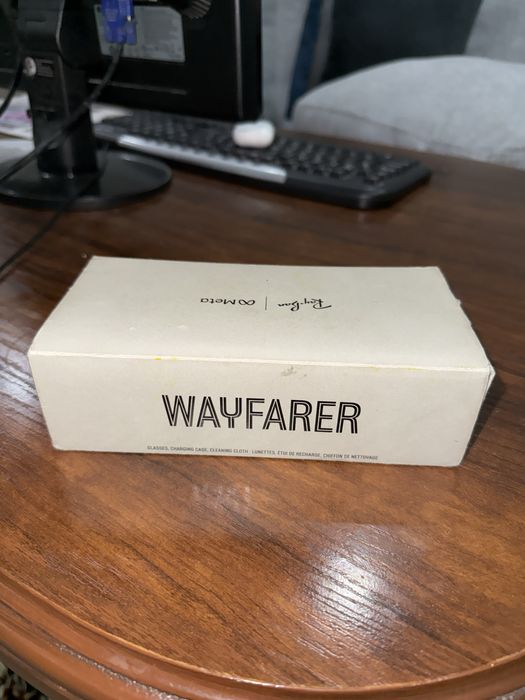 Ray-Ban | Meta
WAYFARER
GLASSES, CHARGING CASE, CLEANING CLOTH · LUNETTES, ÉTUI DE RECHARGE, CHIFFON DE NETTOYAGE